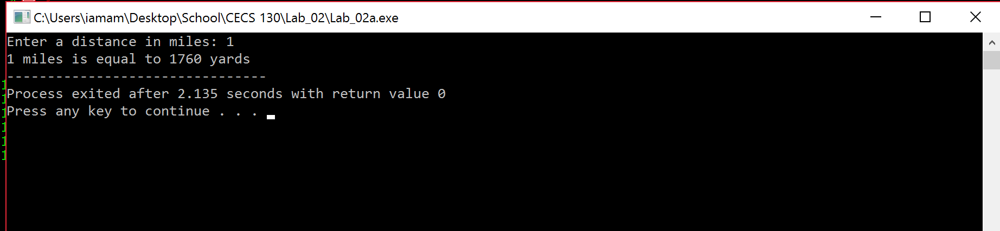 C:\Users\iamam\Desktop\School\CECS 130\Lab_02\Lab_02a.exe
Enter a distance in miles: 1
1 miles is equal to 1760 yards
--------------------------------
Process exited after 2.135 seconds with return value 0
Press any key to continue . . .